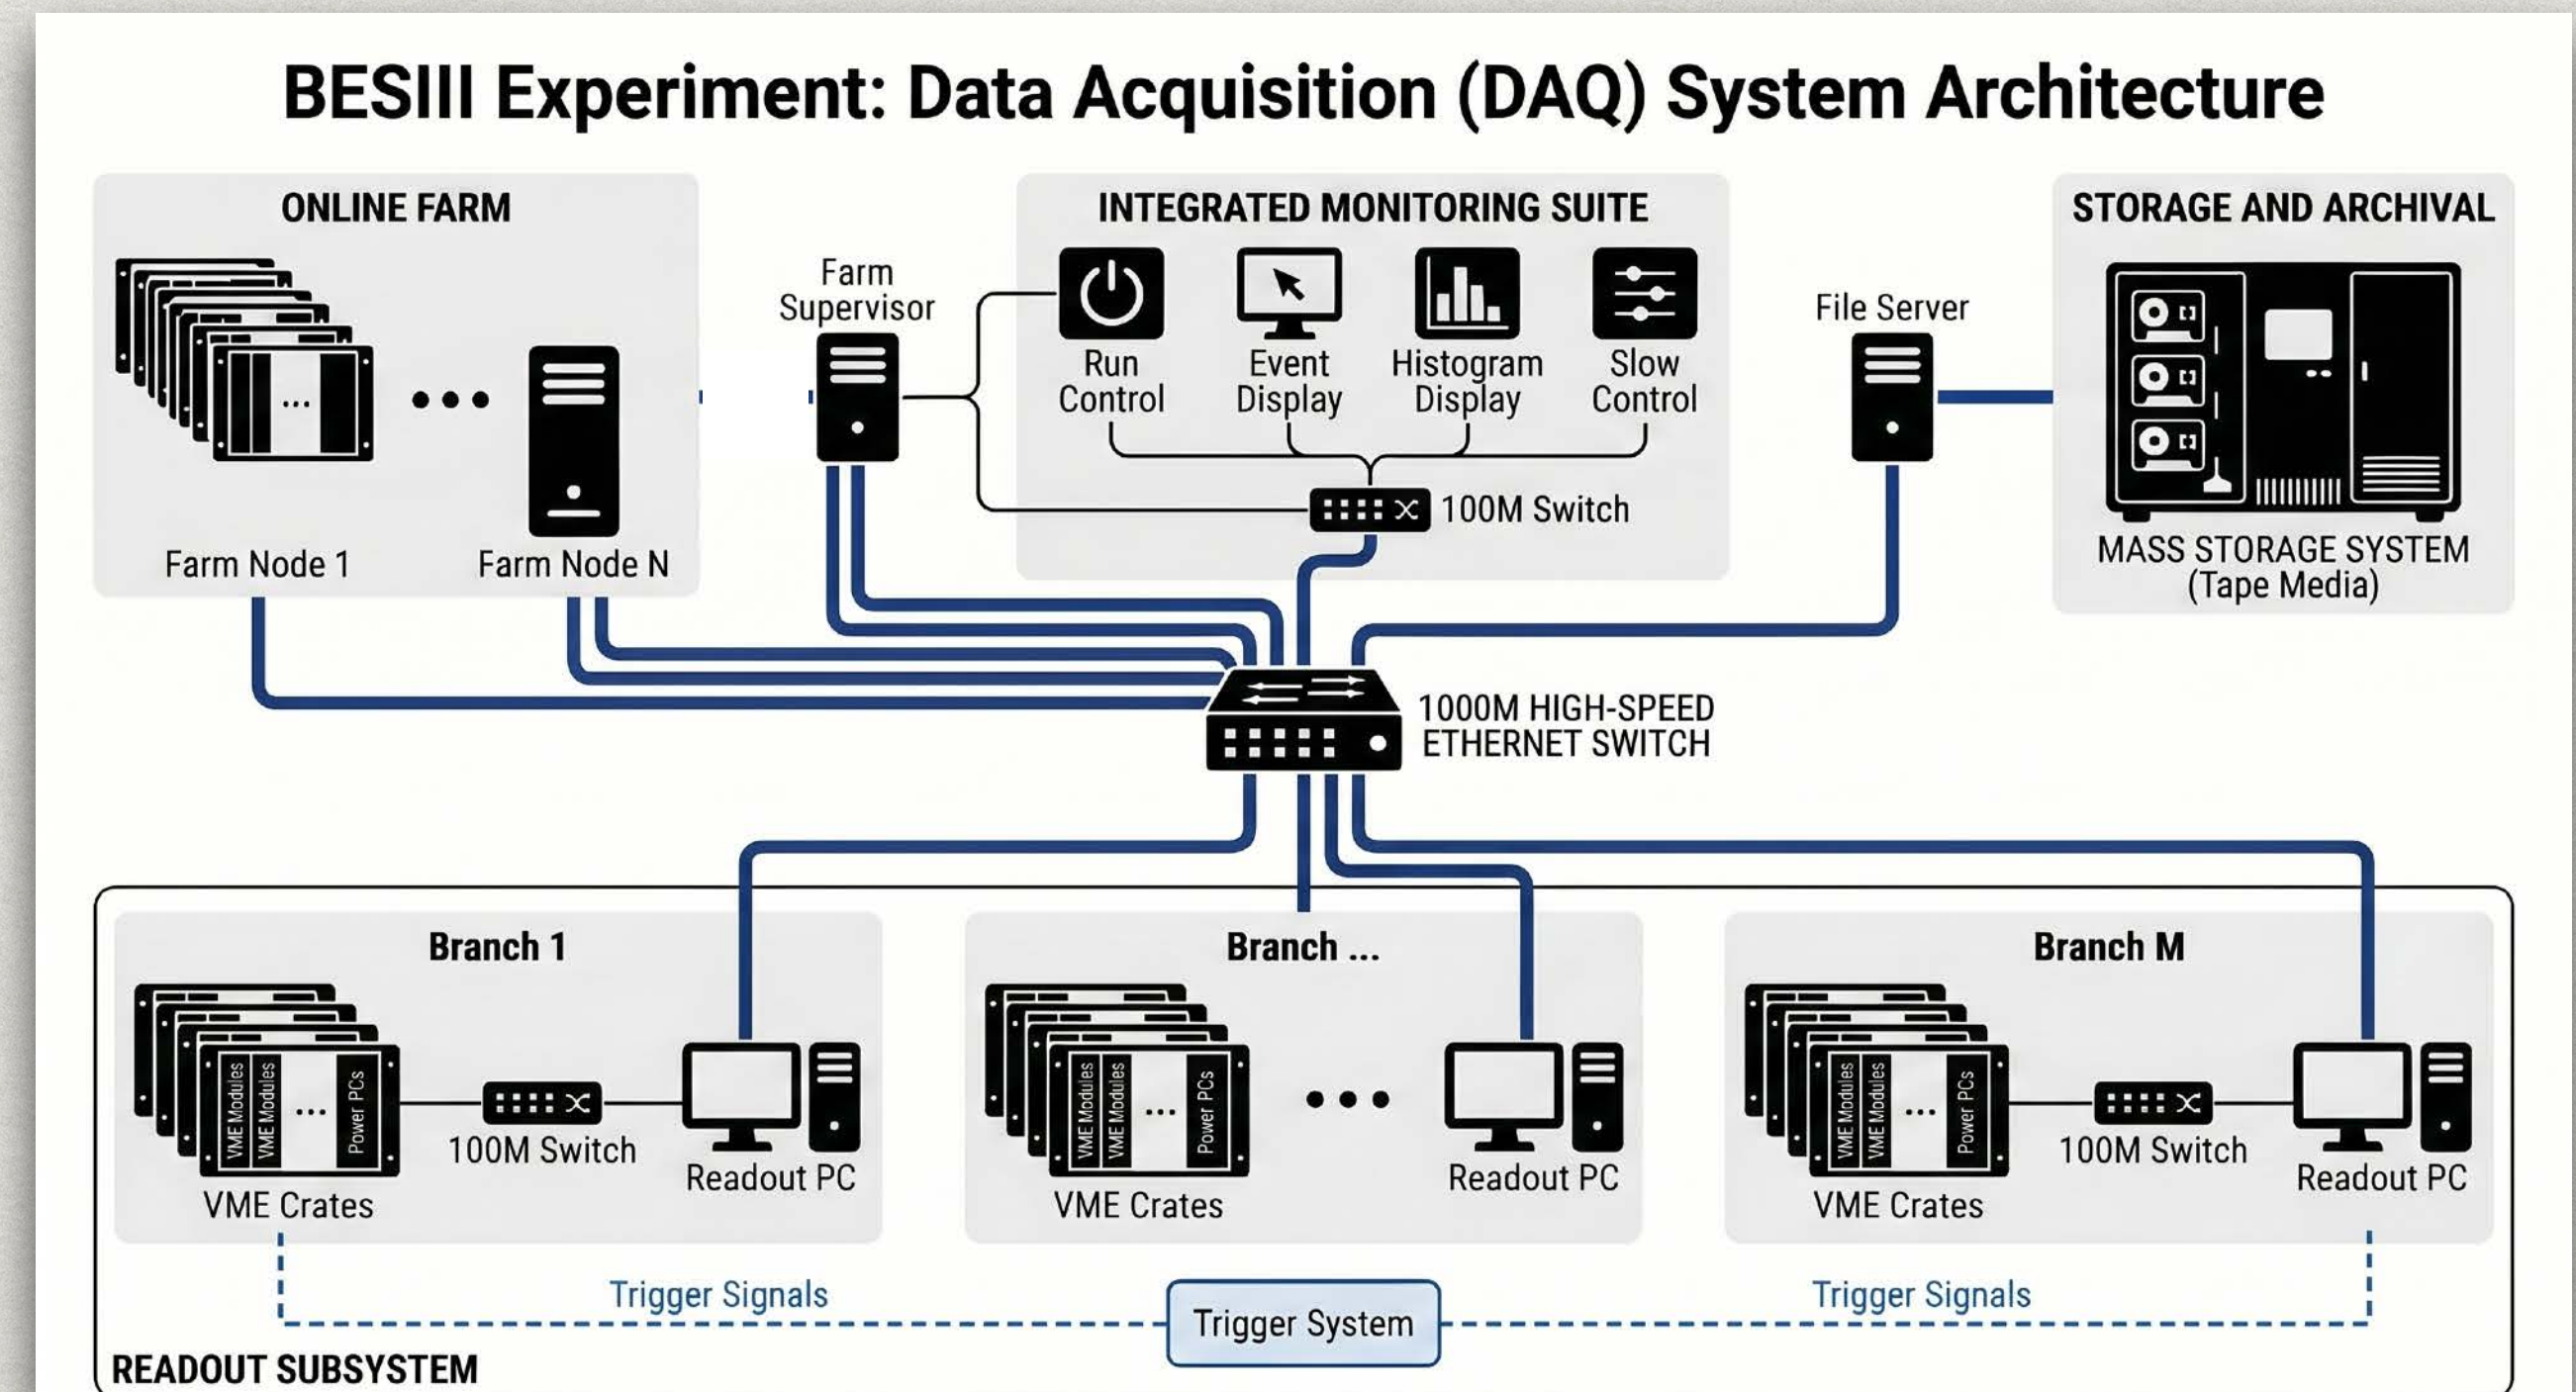 BESIII Experiment: Data Acquisition (DAQ) System Architecture
ONLINE FARM
Farm Node 1
Farm Node N
Farm
Supervisor
INTEGRATED MONITORING SUITE
Run
Control
Event
Display
Histogram
Display
Slow
Control
100M Switch
File Server
STORAGE AND ARCHIVAL
MASS STORAGE SYSTEM
(Tape Media)
1000M HIGH-SPEED
ETHERNET SWITCH
Branch 1
VME Modules
VME Modules
...
Power PCs
VME Crates
100M Switch
Readout PC
Branch ...
VME Modules
VME Modules
...
Power PCs
VME Crates
Readout PC
Branch M
VME Modules
VME Modules
...
Power PCs
VME Crates
100M Switch
Readout PC
Trigger Signals
Trigger System
Trigger Signals
READOUT SUBSYSTEM